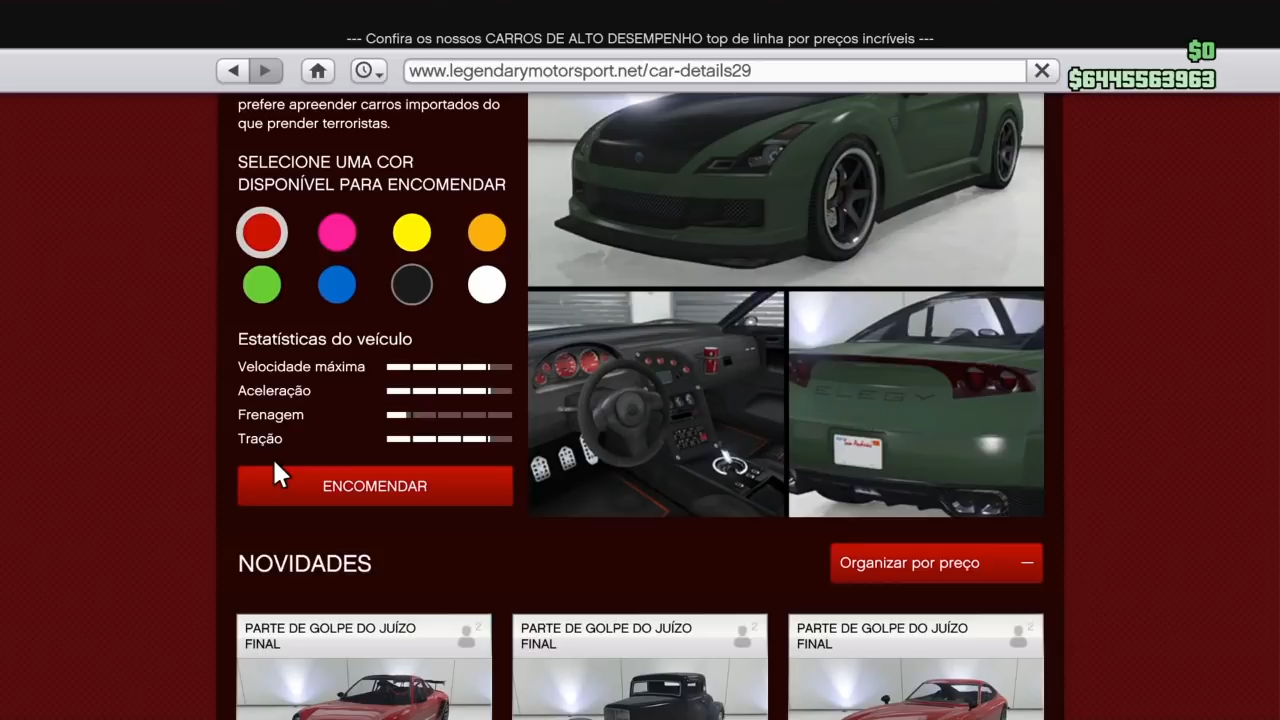 --- Confira os nossos CARROS DE ALTO DESEMPENHO top de linha por preços incríveis ---
$0
www.legendarymotorsport.net/car-details29
$6445563963
prefere apreender carros importados do
que prender terroristas.
SELECIONE UMA COR
DISPONÍVEL PARA ENCOMENDAR
Estatísticas do veículo
Velocidade máxima
Aceleração
Frenagem
Tração
ENCOMENDAR
ELEGY
NOVIDADES
Organizar por preço
PARTE DE GOLPE DO JUÍZO
FINAL
2
PARTE DE GOLPE DO JUÍZO
FINAL
2
PARTE DE GOLPE DO JUÍZO
FINAL
2